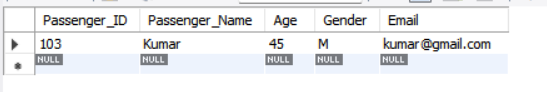 Passenger_ID Passenger_Name Age Gender Email
103 Kumar 45 M kumar@gmail.com
NULL NULL NULL NULL NULL